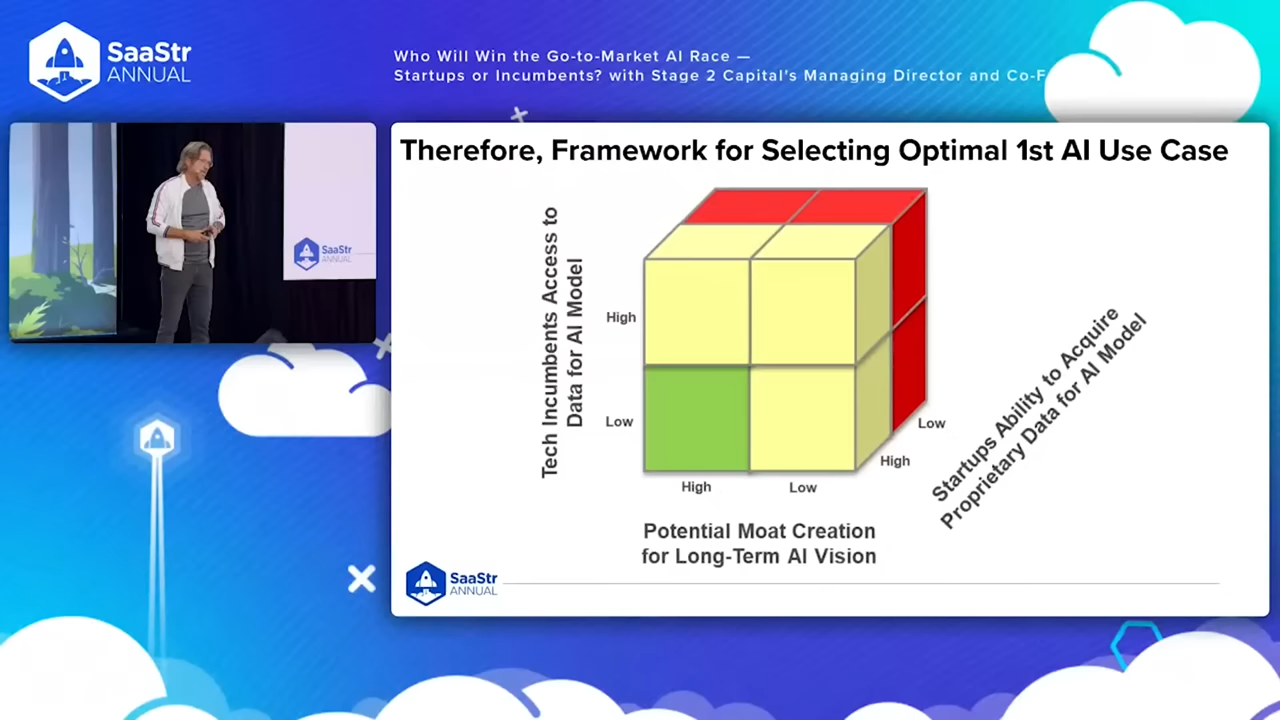 SaaStr
ANNUAL
Who Will Win the Go-to-Market AI Race —
Startups or Incumbents? with Stage 2 Capital's Managing Director and Co-F
SaaStr
ANNUAL
Therefore, Framework for Selecting Optimal 1st AI Use Case
Tech Incumbents Access to
Data for AI Model
High
Low
High
Low
Potential Moat Creation
for Long-Term AI Vision
High
Low
Startups Ability to Acquire
Proprietary Data for AI Model
SaaStr
ANNUAL